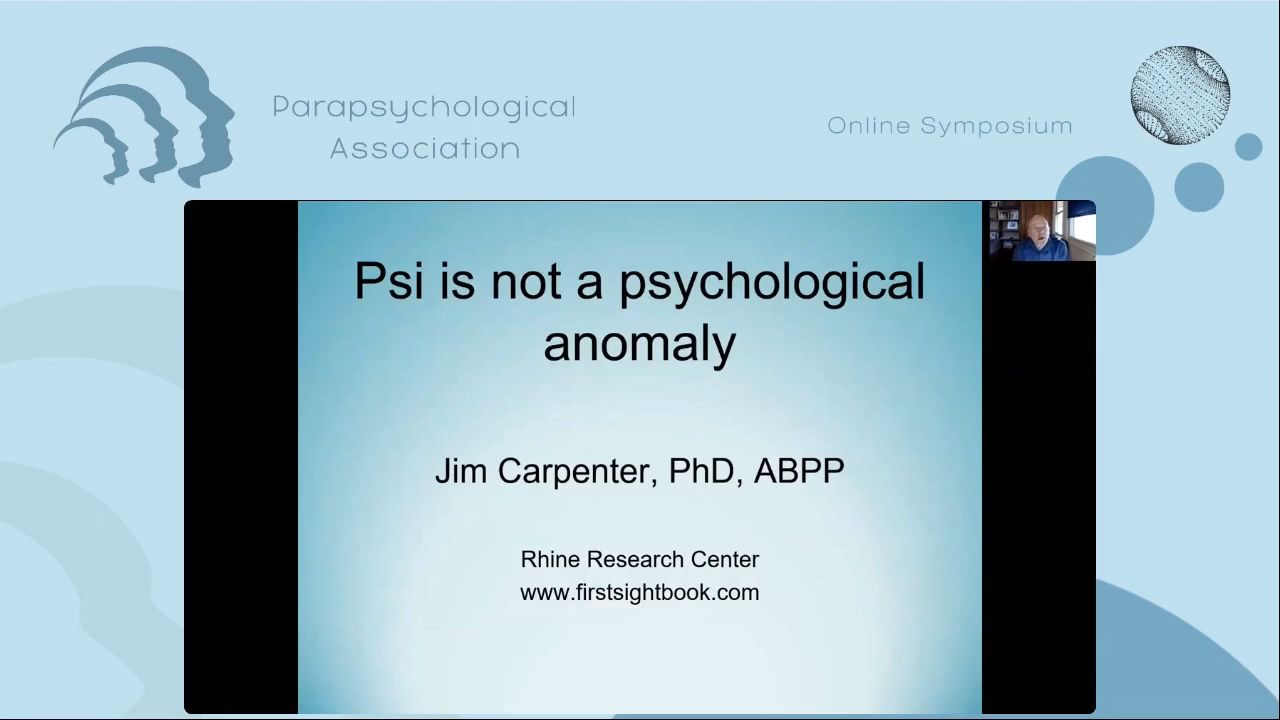 Parapsychological
Association
Online Symposium
Psi is not a psychological
anomaly
Jim Carpenter, PhD, ABPP
Rhine Research Center
www.firstsightbook.com